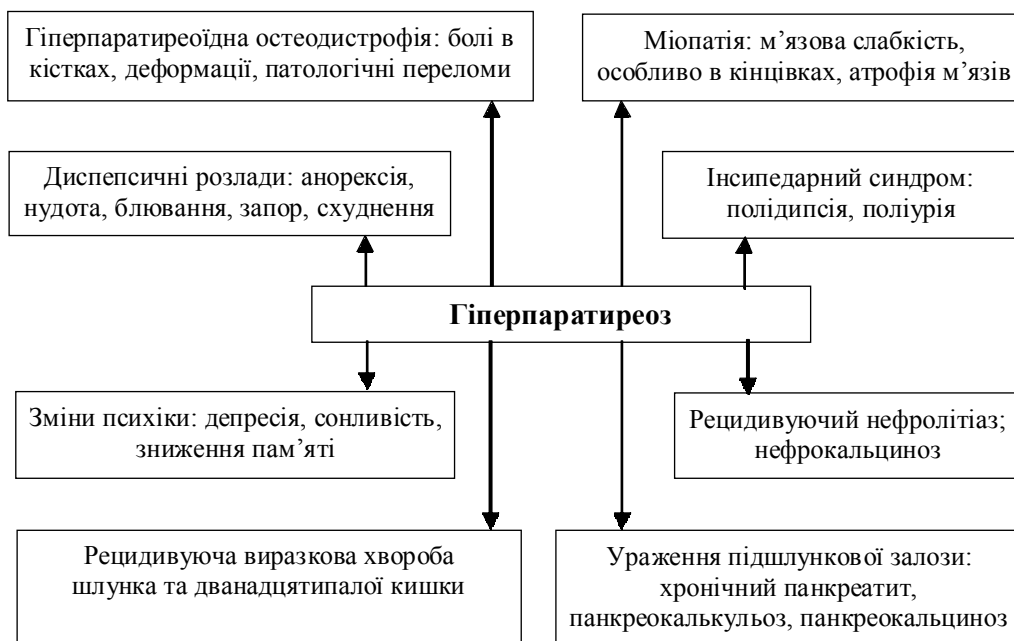 Гіперпаратиреоїдна остеодистрофія: болі в
кістках, деформації, патологічні переломи
Міопатія: м’язова слабкість,
особливо в кінцівках, атрофія м’язів
Диспепсичні розлади: анорексія,
нудота, блювання, запор, схуднення
Інсипедарний синдром:
полідипсія, поліурія
Гіперпаратиреоз
Зміни психіки: депресія, сонливість,
зниження пам’яті
Рецидивуючий нефролітіаз;
нефрокальциноз
Рецидивуюча виразкова хвороба
шлунка та дванадцятипалої кишки
Ураження підшлункової залози:
хронічний панкреатит,
панкреокалькульоз, панкреокальциноз